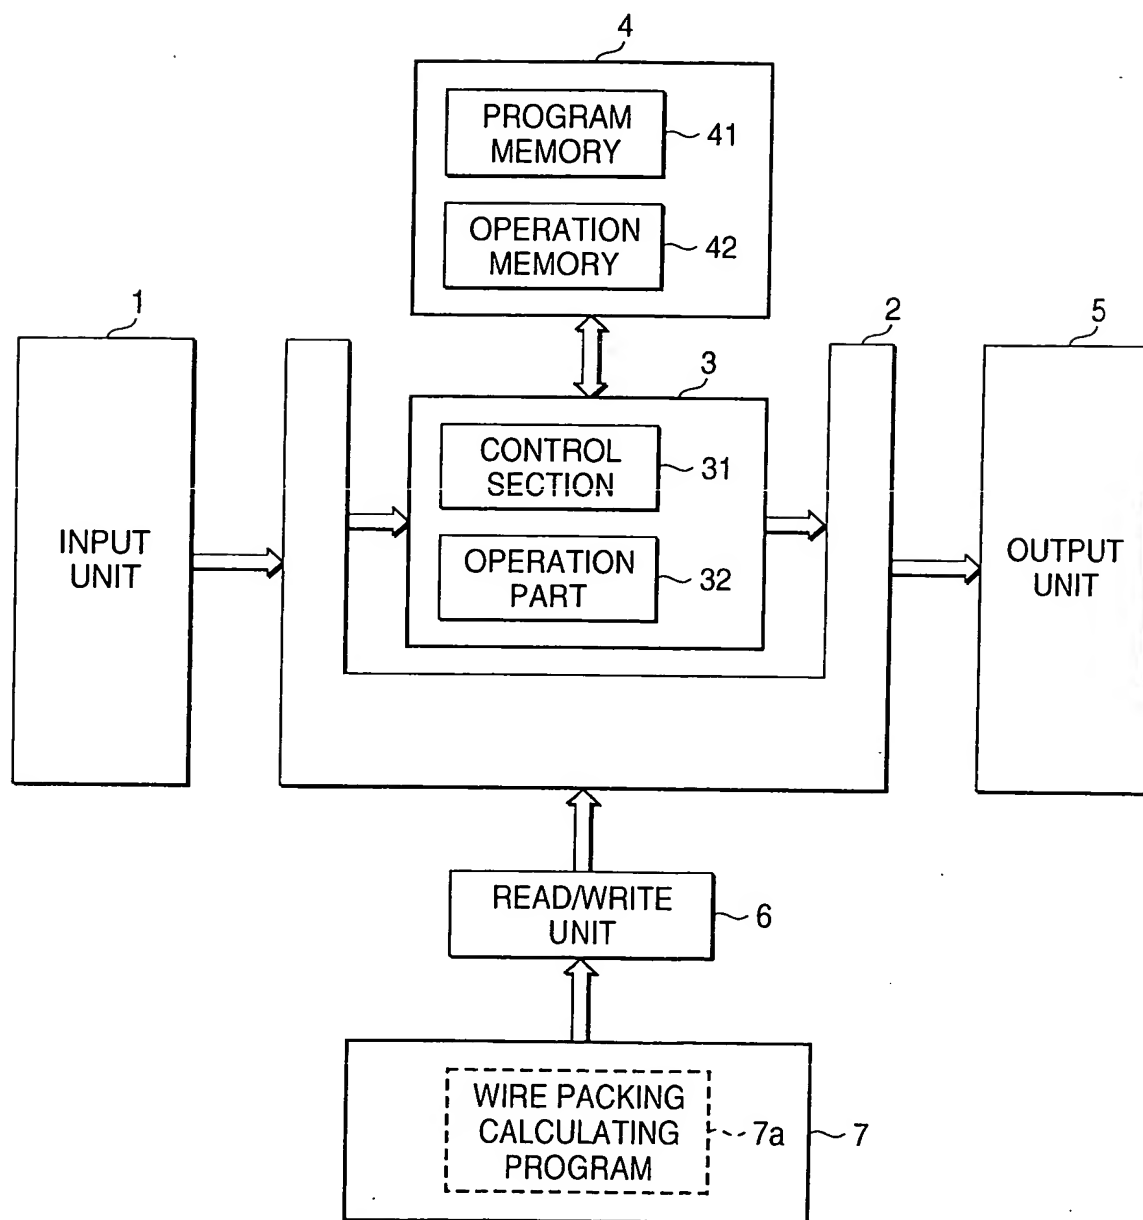 4
PROGRAM
MEMORY
41
OPERATION
MEMORY
42
1
2
5
3
CONTROL
SECTION
31
OPERATION
PART
32
INPUT
UNIT
OUTPUT
UNIT
READ/WRITE
UNIT
6
WIRE PACKING
CALCULATING
PROGRAM
7a
7